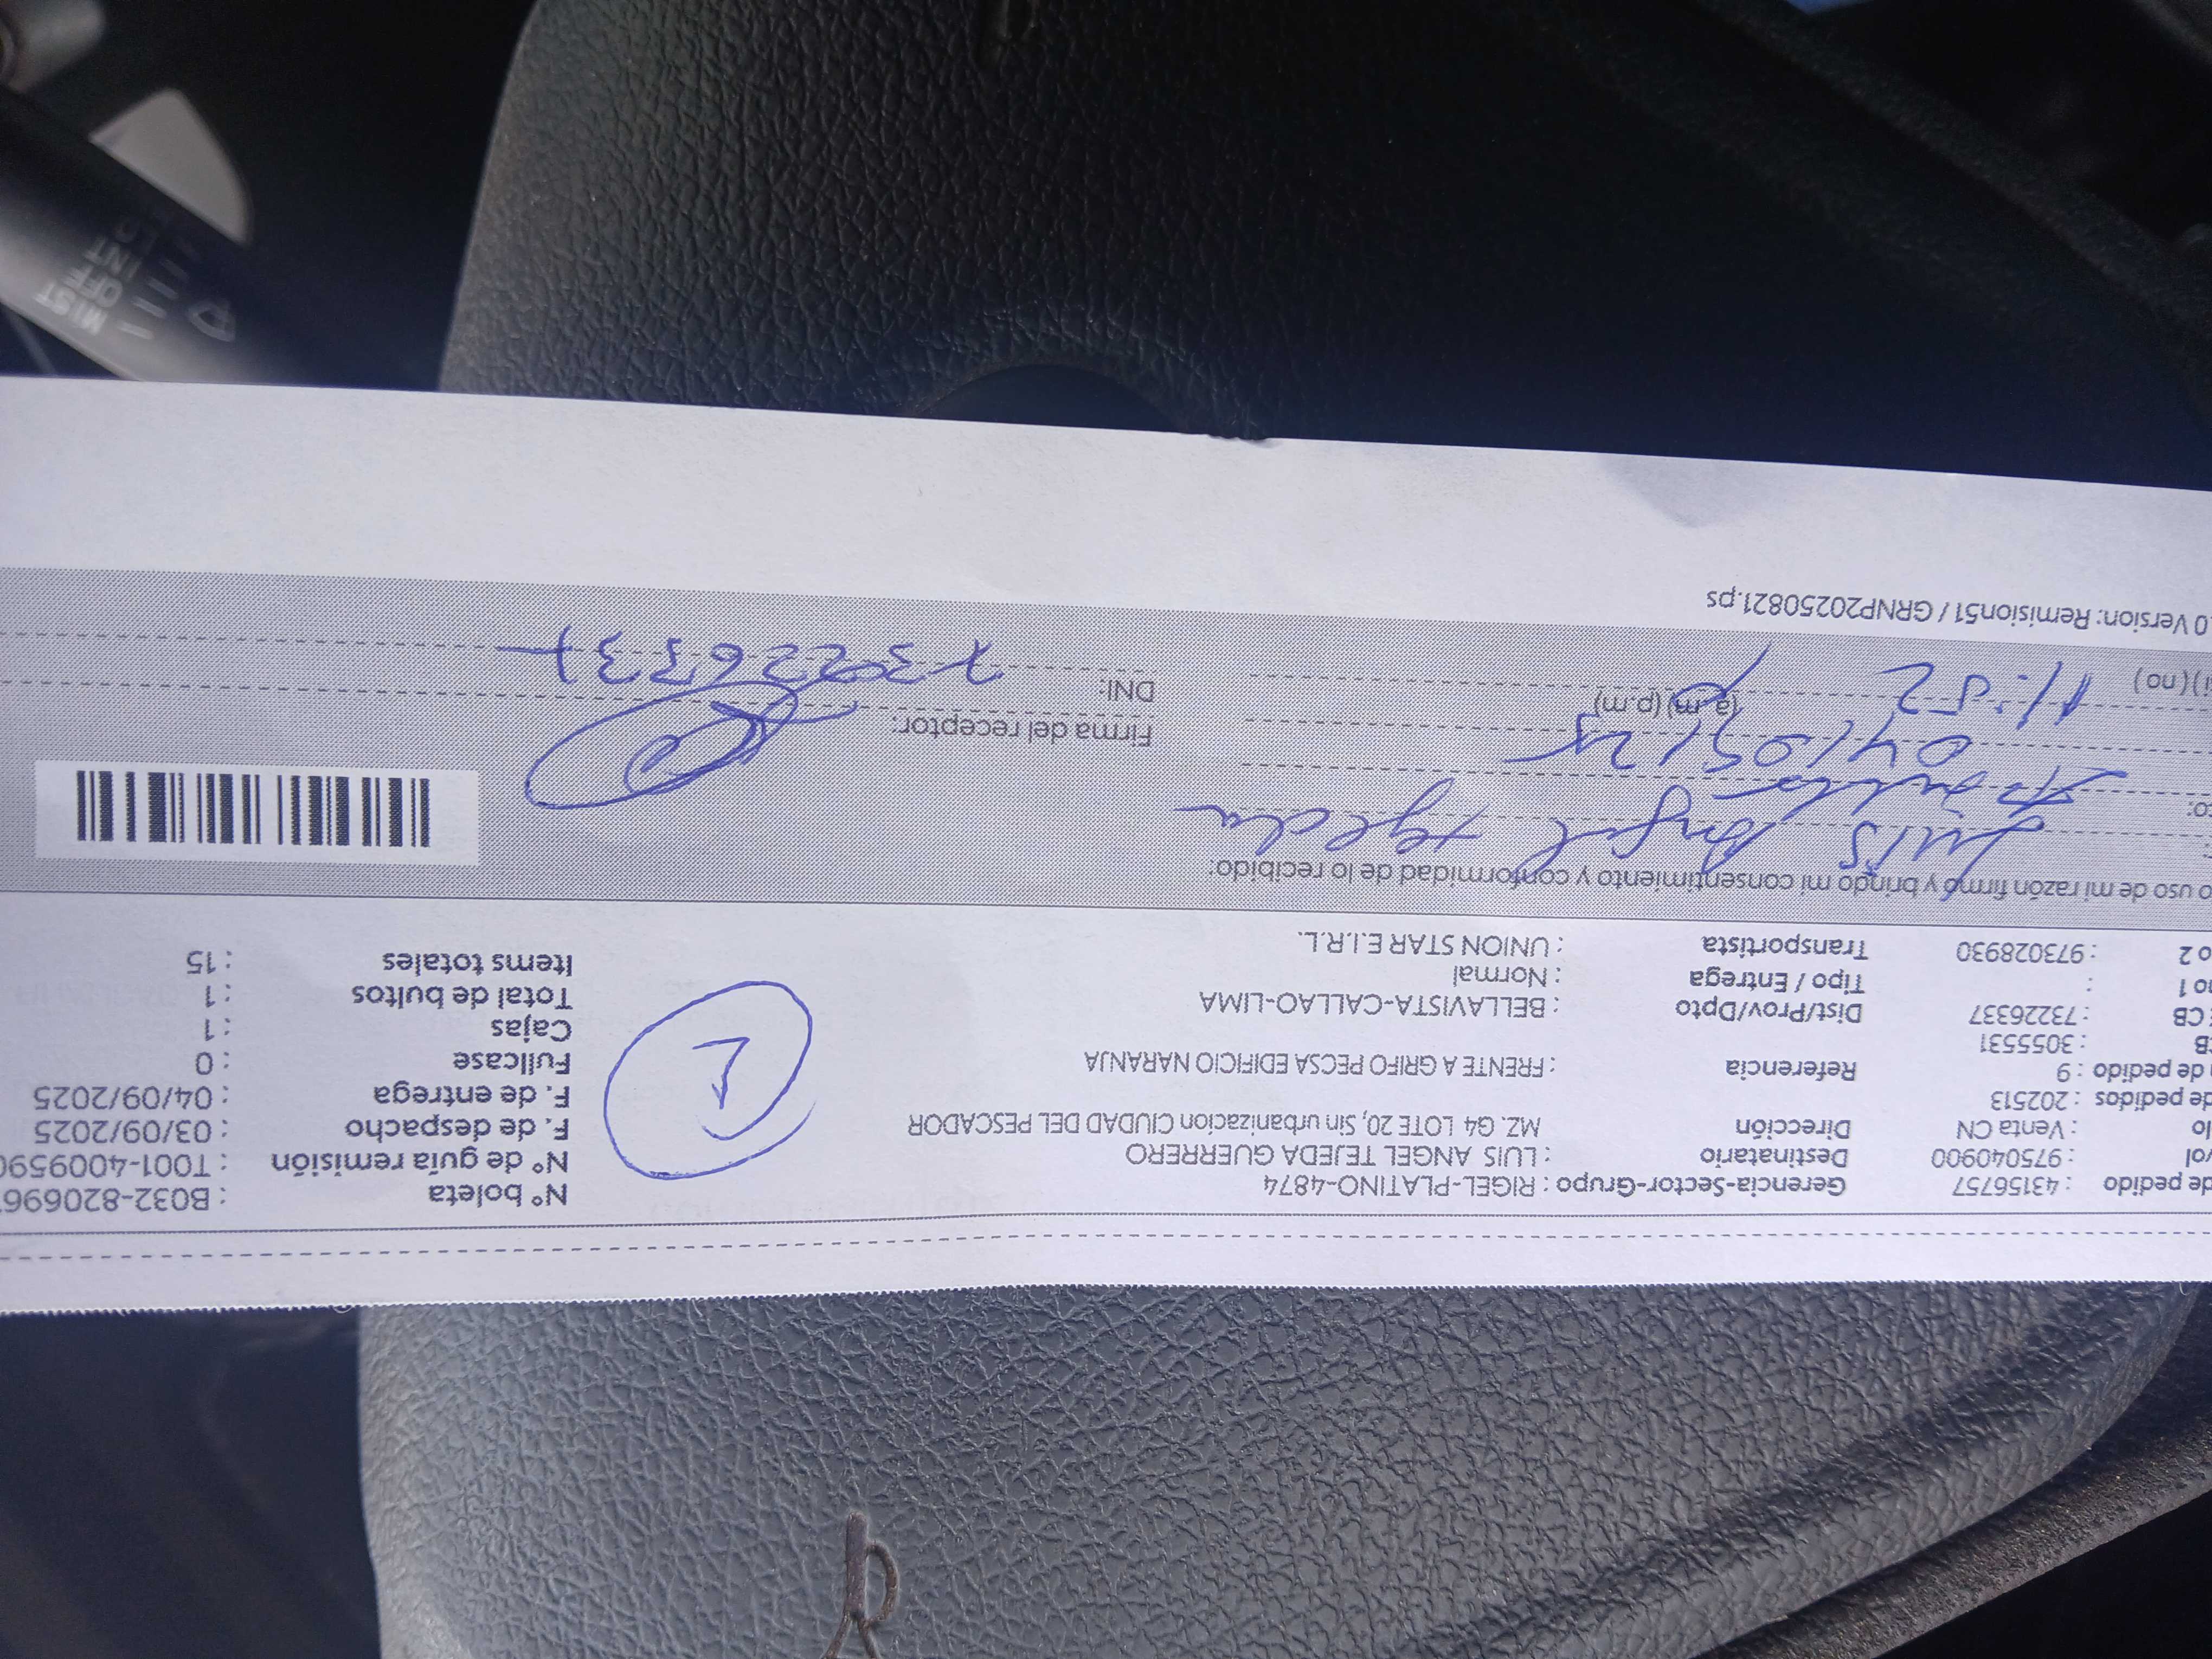 de pedido : 43156757 Gerencia-Sector-Grupo : RIGEL-PLATINO-4874 N° boleta : B032-820696
: 975040900 Destinatario : LUIS ANGEL TEJEDA GUERRERO N° de guía remisión : T001-4009590
: Venta CN Dirección MZ. G4 LOTE 20, Sin urbanizacion CIUDAD DEL PESCADOR F. de despacho : 03/09/2025
de pedidos : 202513 F. de entrega : 04/09/2025
de pedido : 9 Referencia : FRENTE A GRIFO PECSA EDIFICIO NARANJA Fullcase : 0
: 3055531 Cajas : 1
CB : 73226337 Dist/Prov/Dpto : BELLAVISTA-CALLAO-LIMA Total de bultos : 1
o 1 : Tipo / Entrega : Normal Items totales : 15
o 2 : 973028930 Transportista : UNION STAR E.I.R.L.
1
uso de mi razón firmo y brindo mi consentimiento y conformidad de lo recibido:
Luis Angel tejeda
04/09/25 Firma del receptor:
11:52 (a.m) (p.m) DNI: 73226337
(no)
.0 Version: Remision51 / GRNP20250821.ps
MIST
OFF